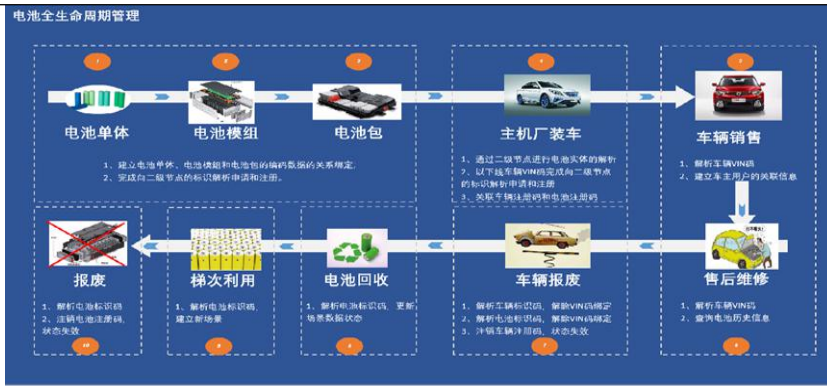 电池全生命周期管理
1
2
3
电池单体
电池模组
电池包
1、建立电池单体、电池模组和电池包的编码数据的关系绑定,
2、完成向二级节点的标识解析申请和注册。
4
主机厂装车
1、通过二级节点进行电池实体的解析
2、以下线车辆VIN码完成向二级节点
的标识解析申请和注册
3、关联车辆注册码和电池注册码
车辆销售
1、解析车辆VIN码
2、建立车主用户的关联信息
售后维修
1、解析车辆VIN码
2、查询电池历史信息
车辆报废
1、解析车辆标识码，解除VIN码绑定
2、解析电池标识码，解除VIN码绑定
3、注销车辆注册码，状态失效
7
电池回收
1、解析电池标识码，更新
场景数据状态
梯次利用
1、解析电池标识码，
建立新场景
报废
1、解析电池标识码
2、注销电池注册码，
状态失效
10